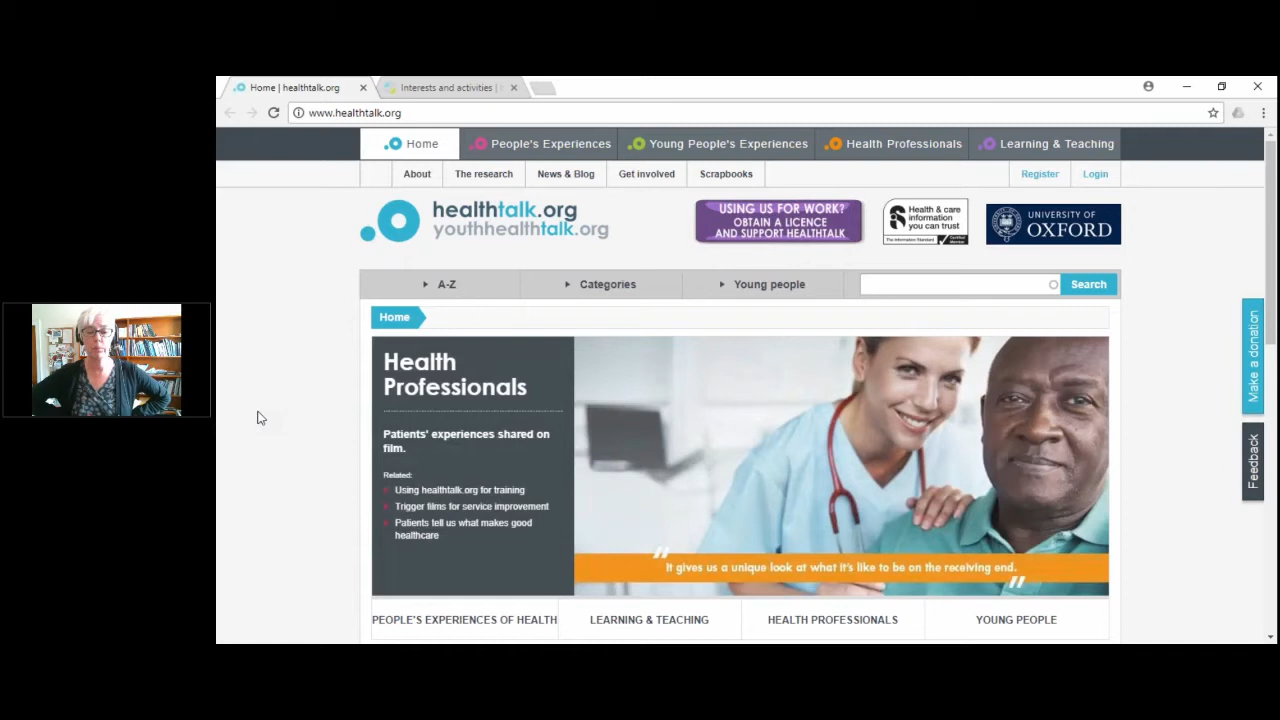 Home | healthtalk.org
Interests and activities |
www.healthtalk.org
Home
People's Experiences
Young People's Experiences
Health Professionals
Learning & Teaching
About
The research
News & Blog
Get involved
Scrapbooks
Register
Login
healthtalk.org
youthhealthtalk.org
USING US FOR WORK?
OBTAIN A LICENCE
AND SUPPORT HEALTHTALK
Health & care
information
you can trust
The Information Standard
Certified
Member
UNIVERSITY OF
OXFORD
A-Z
Categories
Young people
Search
Home
Health
Professionals
Patients' experiences shared on
film.
Related:
Using healthtalk.org for training
Trigger films for service improvement
Patients tell us what makes good
healthcare
"It gives us a unique look at what it's like to be on the receiving end."
Make a donation
Feedback
PEOPLE'S EXPERIENCES OF HEALTH
LEARNING & TEACHING
HEALTH PROFESSIONALS
YOUNG PEOPLE